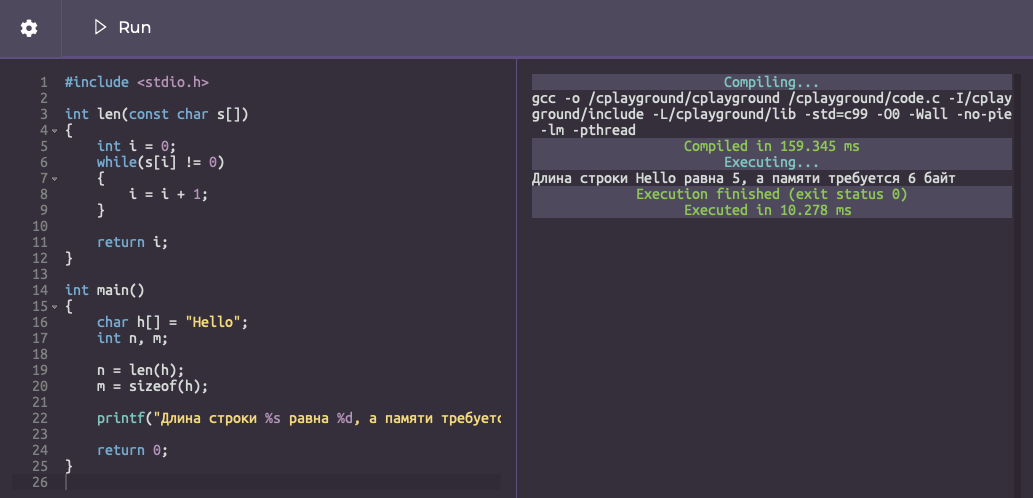 Run
1 #include <stdio.h>
2
3 int len(const char s[])
4 {
5     int i = 0;
6     while(s[i] != 0)
7     {
8         i = i + 1;
9     }
10
11     return i;
12 }
13
14 int main()
15 {
16     char h[] = "Hello";
17     int n, m;
18
19     n = len(h);
20     m = sizeof(h);
21
22     printf("Длина строки %s равна %d, а памяти требуетс
23
24     return 0;
25 }
26
Compiling...
gcc -o /cplayground/cplayground /cplayground/code.c -I/cplay
ground/include -L/cplayground/lib -std=c99 -O0 -Wall -no-pie
 -lm -pthread
Compiled in 159.345 ms
Executing...
Длина строки Hello равна 5, а памяти требуется 6 байт
Execution finished (exit status 0)
Executed in 10.278 ms